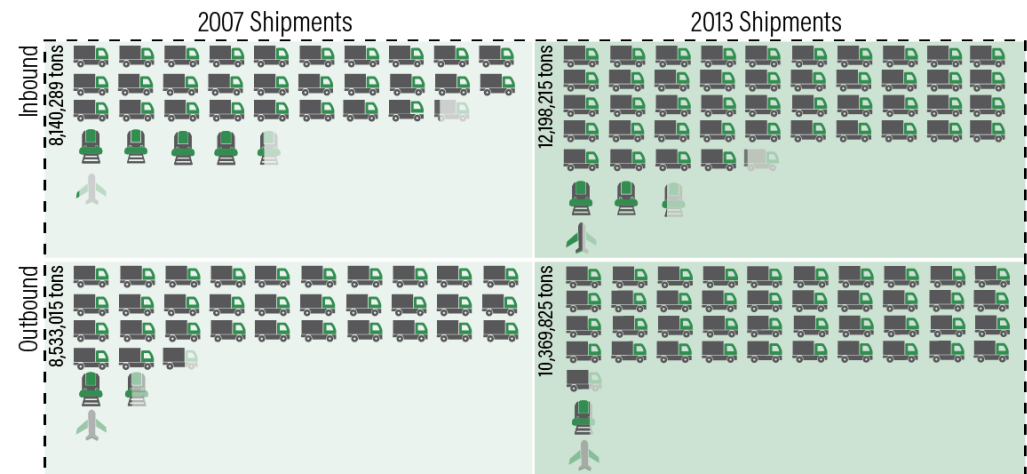 2007 Shipments
2013 Shipments
Inbound
8,140,289 tons
12,198,215 tons
Outbound
8,533,015 tons
10,369,825 tons